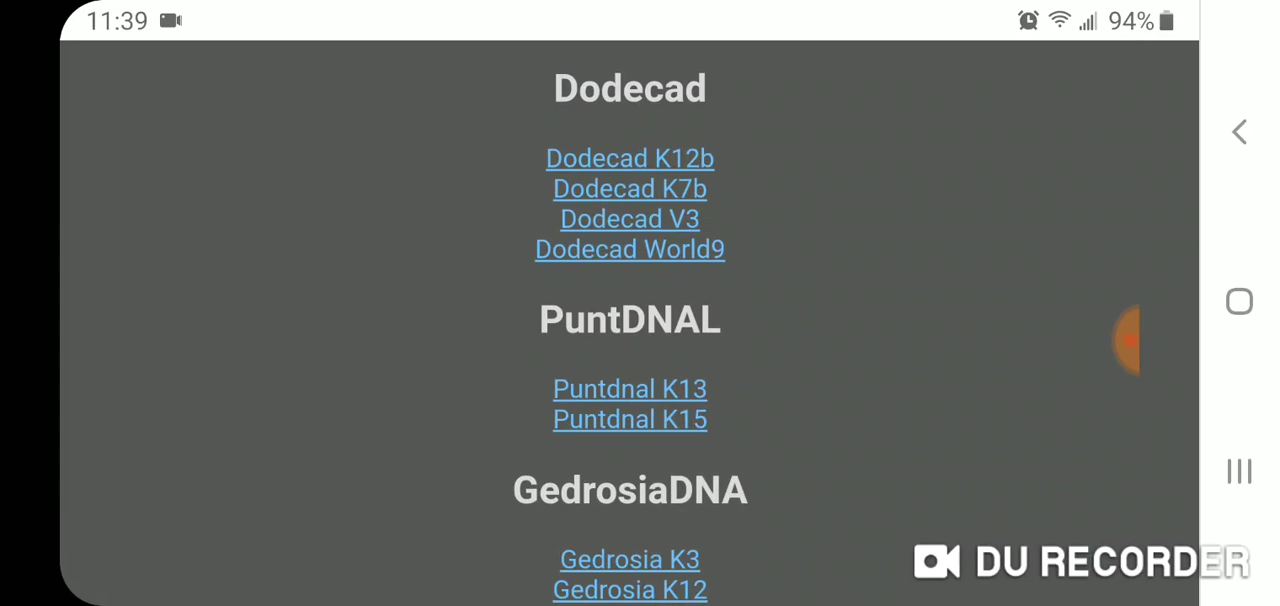 11:39 94%
Dodecad
Dodecad K12b
Dodecad K7b
Dodecad V3
Dodecad World9
PuntDNAL
Puntdnal K13
Puntdnal K15
GedrosiaDNA
Gedrosia K3
Gedrosia K12
DU RECORDER